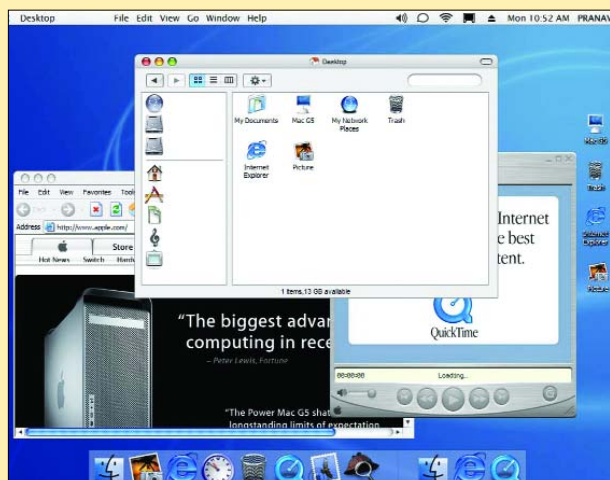 Desktop File Edit View Go Window Help Mon 10:52 AM PRANAV
Desktop
My Documents Mac G5 My Network Places Trash
Internet Explorer Picture
1 items,13 GB available
Mac G5
Trash
Internet Explorer
Picture
File Edit View Favorites Tools
Address http://www.apple.com/
Store
Hot News Switch
“The biggest advan
computing in rece
– Peter Lewis, Fortune
“The Power Mac G5 shat
longstanding limits of expectation
Internet
e best
tent.
QuickTime
00:00:00 Loading...